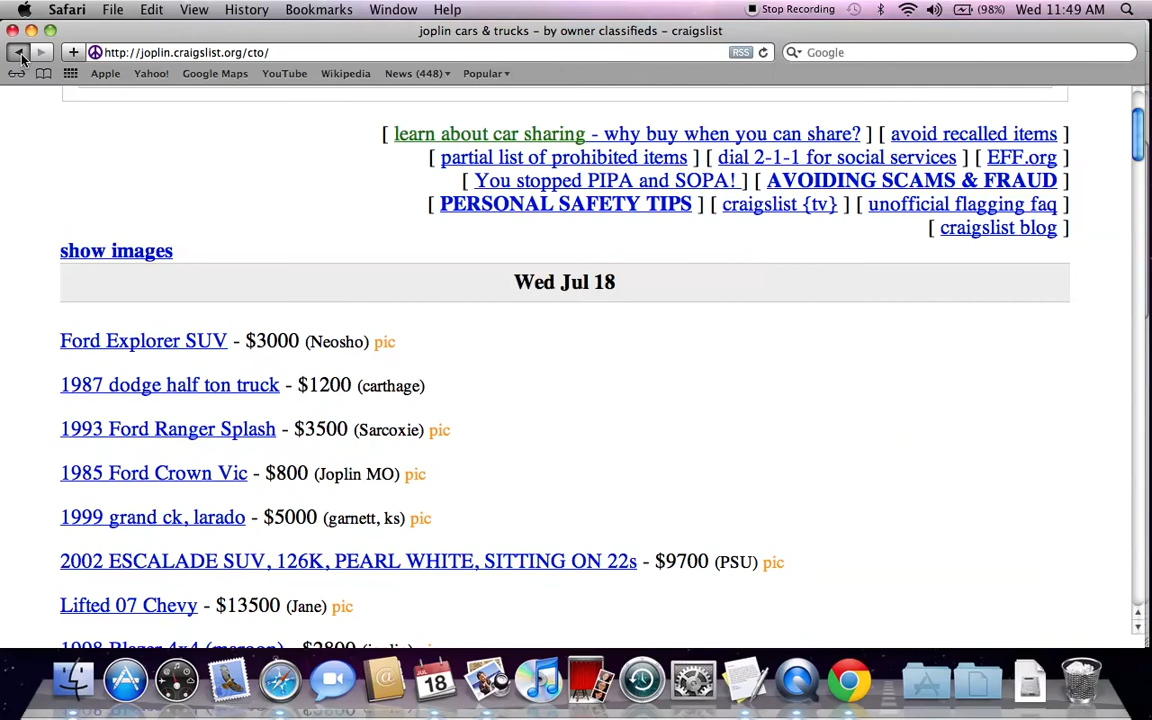 Safari File Edit View History Bookmarks Window Help Stop Recording (98%) Wed 11:49 AM
joplin cars & trucks – by owner classifieds – craigslist
http://joplin.craigslist.org/cto/ RSS Google
Apple Yahoo! Google Maps YouTube Wikipedia News (448) Popular
[ learn about car sharing - why buy when you can share? ] [ avoid recalled items ]
[ partial list of prohibited items ] [ dial 2-1-1 for social services ] [ EFF.org ]
[ You stopped PIPA and SOPA! ] [ AVOIDING SCAMS & FRAUD ]
[ PERSONAL SAFETY TIPS ] [ craigslist {tv} ] [ unofficial flagging faq ]
[ craigslist blog ]
show images
Wed Jul 18
Ford Explorer SUV - $3000 (Neosho) pic
1987 dodge half ton truck - $1200 (carthage)
1993 Ford Ranger Splash - $3500 (Sarcoxie) pic
1985 Ford Crown Vic - $800 (Joplin MO) pic
1999 grand ck, larado - $5000 (garnett, ks) pic
2002 ESCALADE SUV, 126K, PEARL WHITE, SITTING ON 22s - $9700 (PSU) pic
Lifted 07 Chevy - $13500 (Jane) pic
1998 Blazer 4x4 (maroon) - $2800
JUL 18